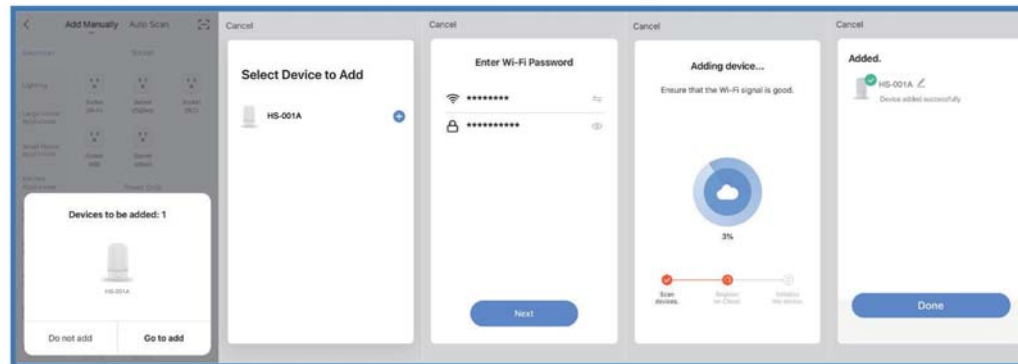 Add Manually Auto Scan
Socket
Lighting
Devices to be added: 1
HS-001A
Do not add Go to add
Cancel
Select Device to Add
HS-001A
Cancel
Enter Wi-Fi Password
********
**********
Next
Cancel
Adding device...
Ensure that the Wi-Fi signal is good.
3%
Scan
devices.
Register
to Cloud.
Initialize
the device.
Cancel
Added.
HS-001A
Device added successfully
Done